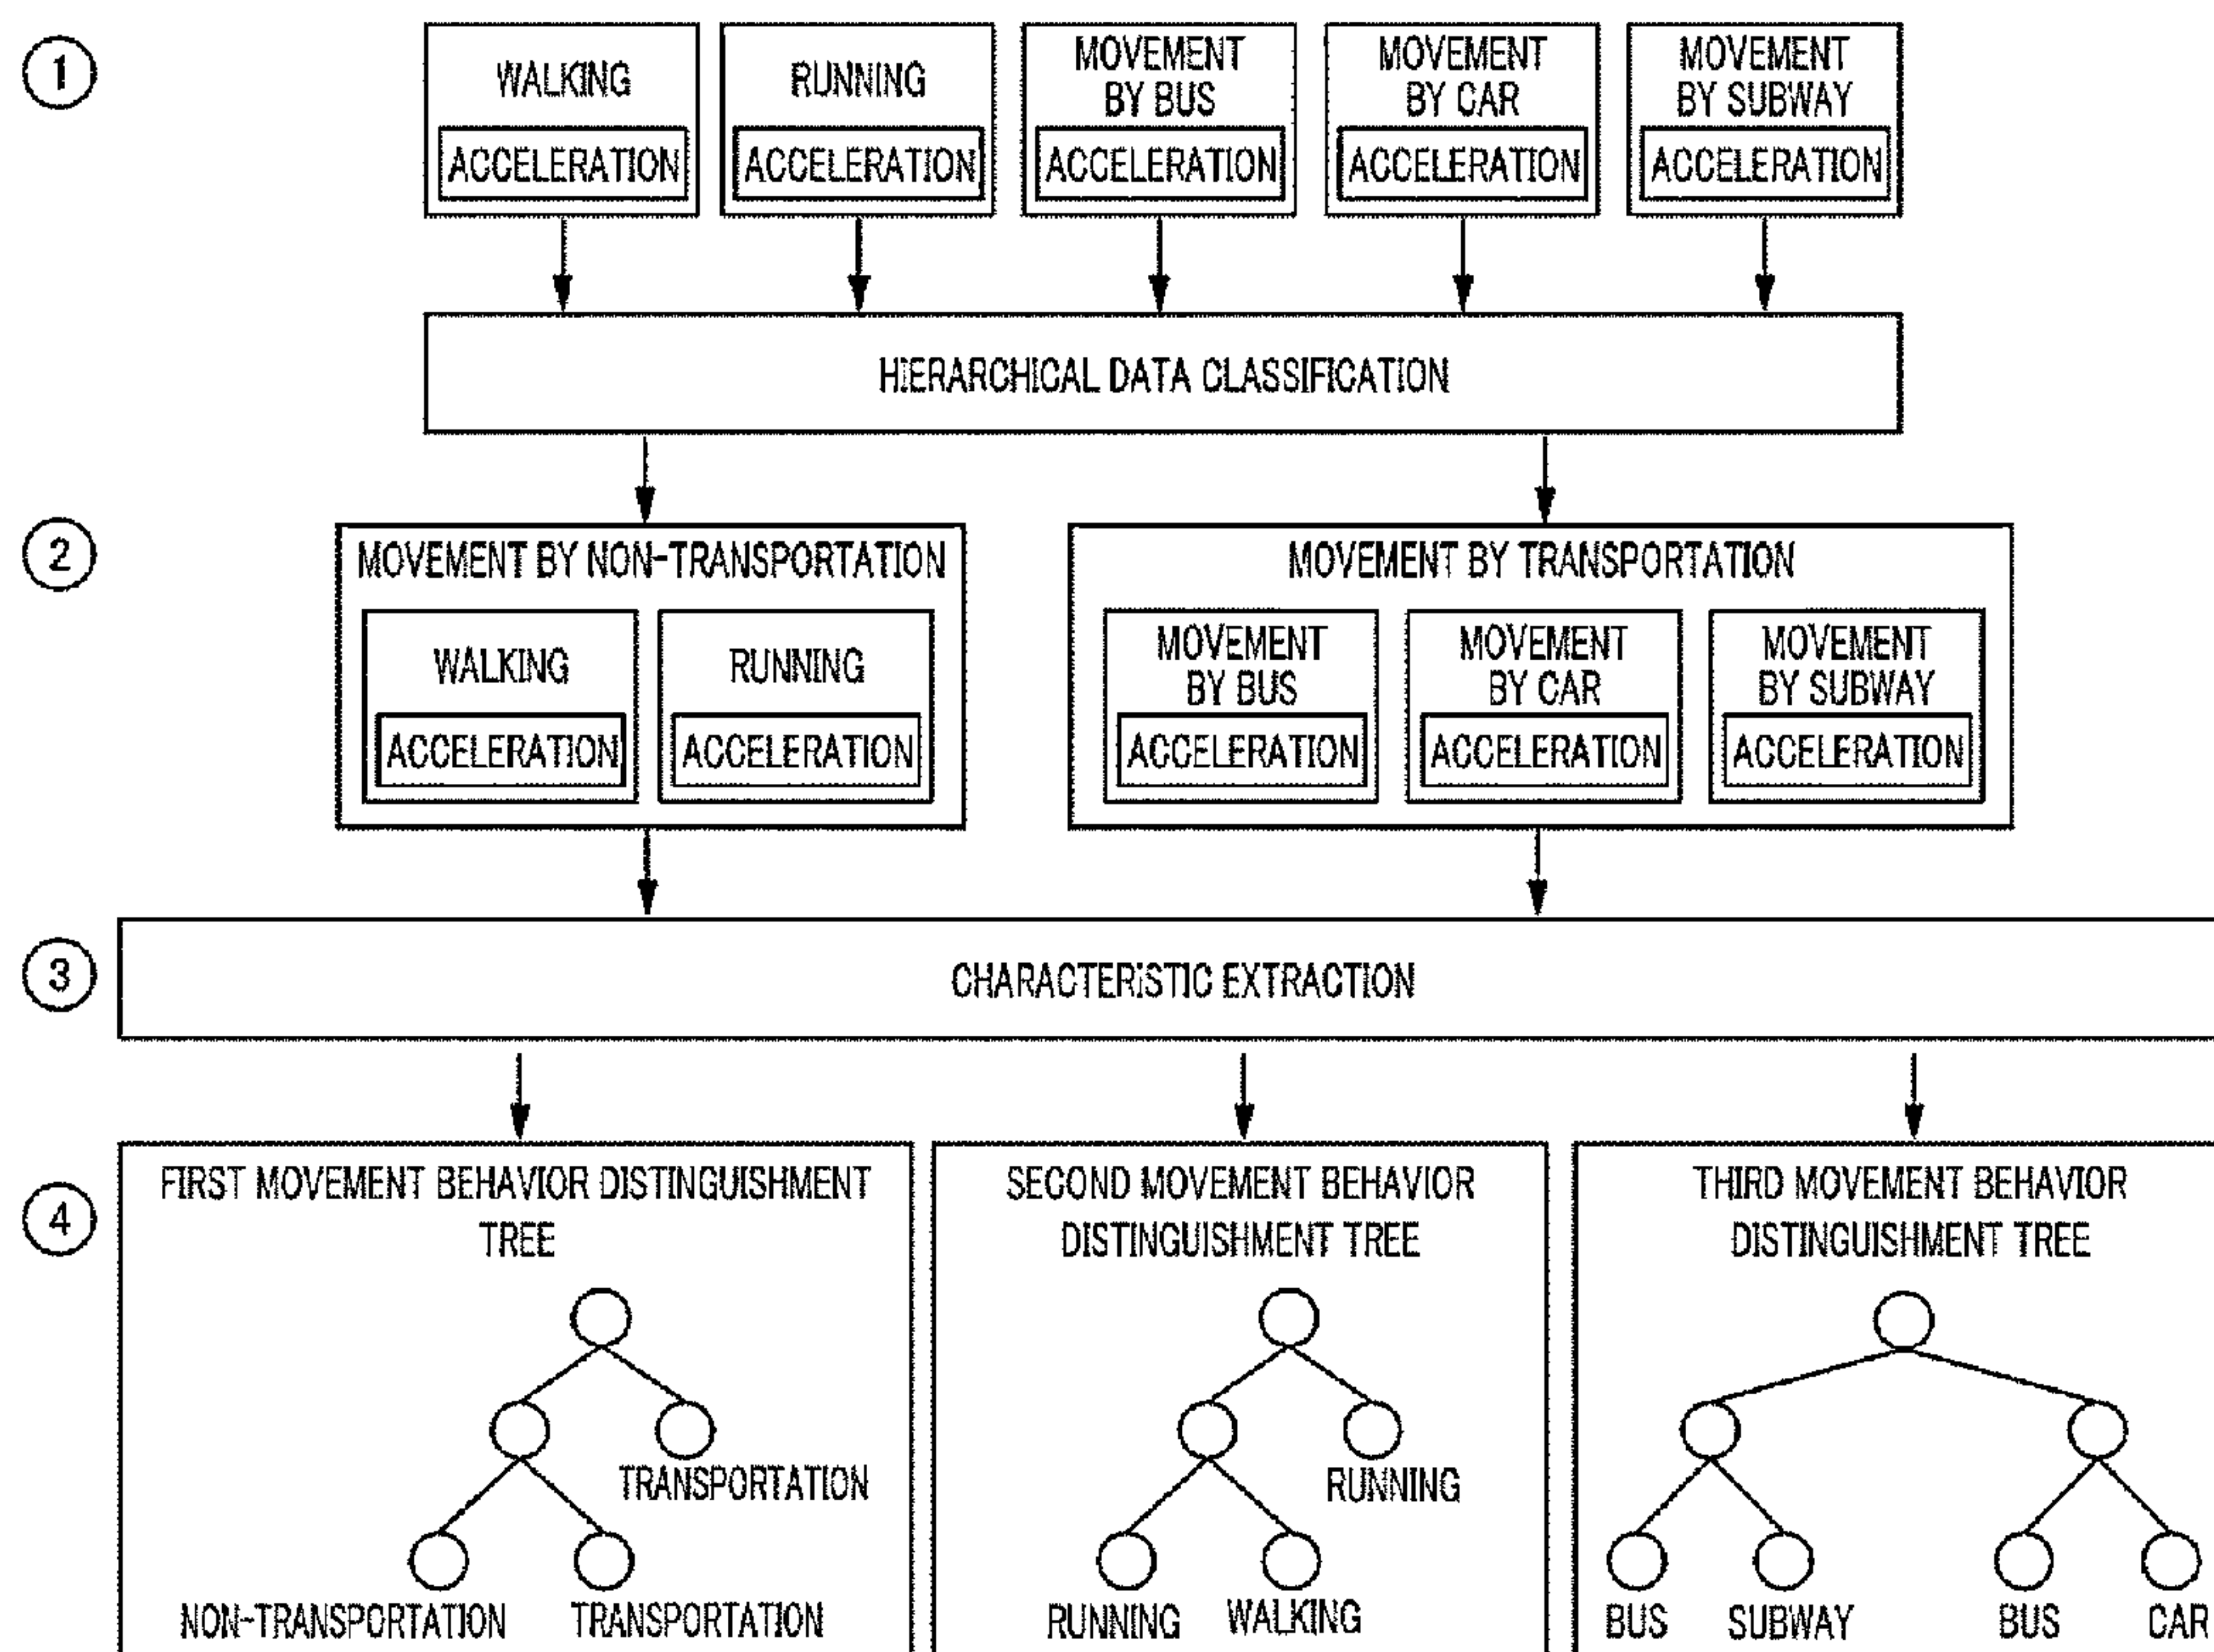 1
WALKING
ACCELERATION
RUNNING
ACCELERATION
MOVEMENT
BY BUS
ACCELERATION
MOVEMENT
BY CAR
ACCELERATION
MOVEMENT
BY SUBWAY
ACCELERATION
HIERARCHICAL DATA CLASSIFICATION
2
MOVEMENT BY NON-TRANSPORTATION
WALKING
ACCELERATION
RUNNING
ACCELERATION
MOVEMENT BY TRANSPORTATION
MOVEMENT
BY BUS
ACCELERATION
MOVEMENT
BY CAR
ACCELERATION
MOVEMENT
BY SUBWAY
ACCELERATION
3
CHARACTERISTIC EXTRACTION
4
FIRST MOVEMENT BEHAVIOR DISTINGUISHMENT
TREE
TRANSPORTATION
NON-TRANSPORTATION
TRANSPORTATION
SECOND MOVEMENT BEHAVIOR
DISTINGUISHMENT TREE
RUNNING
RUNNING
WALKING
THIRD MOVEMENT BEHAVIOR
DISTINGUISHMENT TREE
BUS
SUBWAY
BUS
CAR